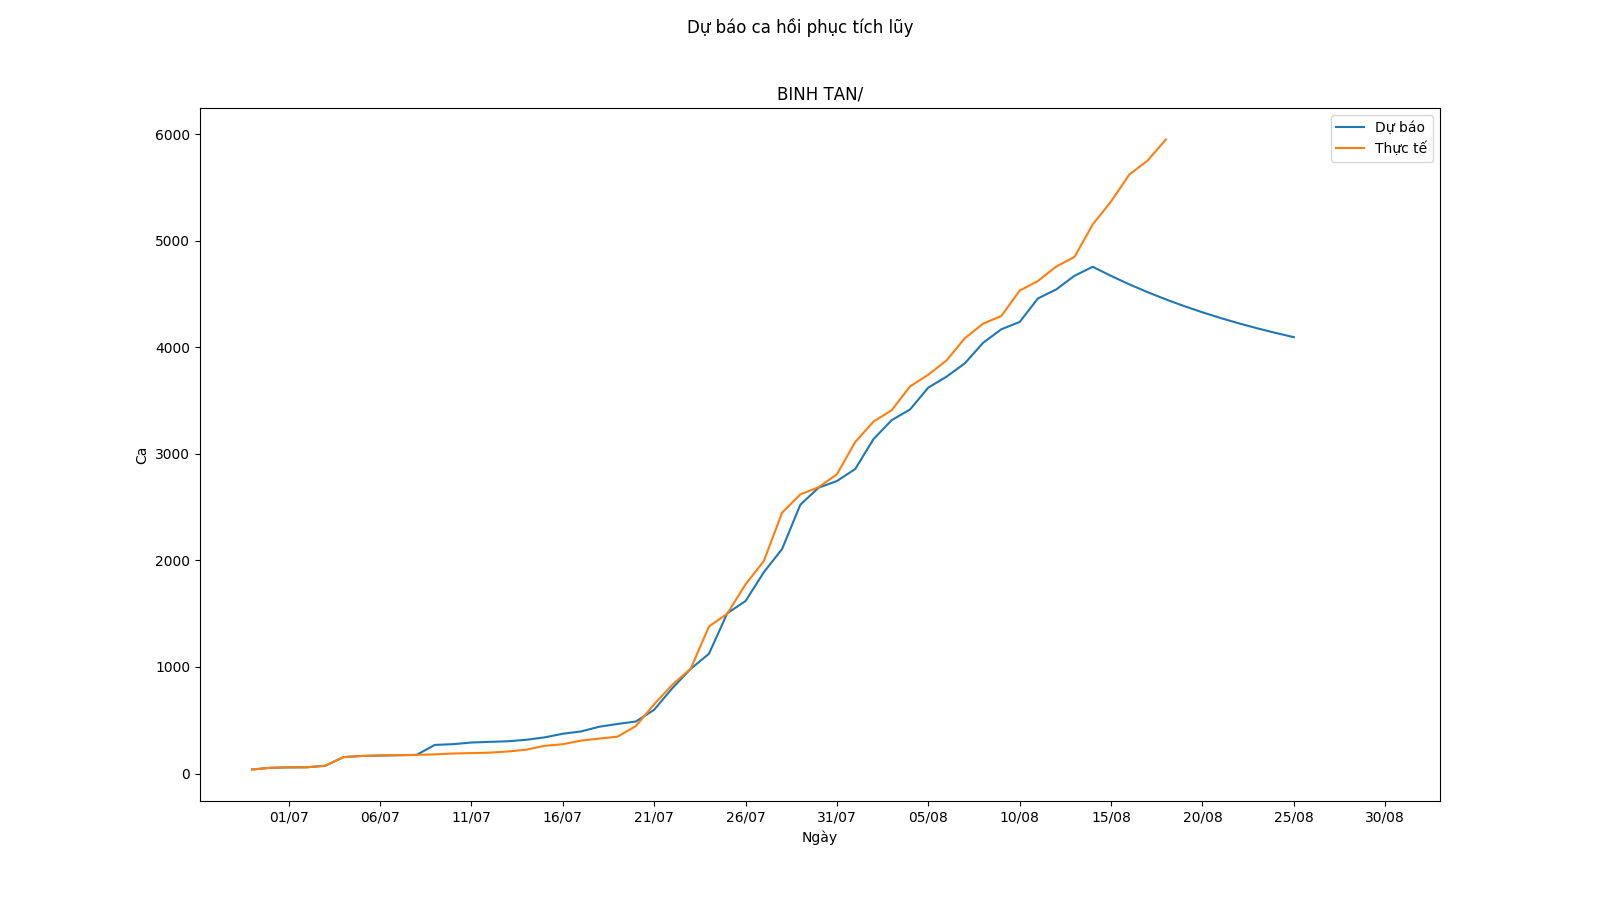 Dự báo ca hồi phục tích lũy
BINH TAN/
Dự báo
Thực tế
6000
5000
4000
3000
2000
1000
0
Ca
01/07 06/07 11/07 16/07 21/07 26/07 31/07 05/08 10/08 15/08 20/08 25/08 30/08
Ngày